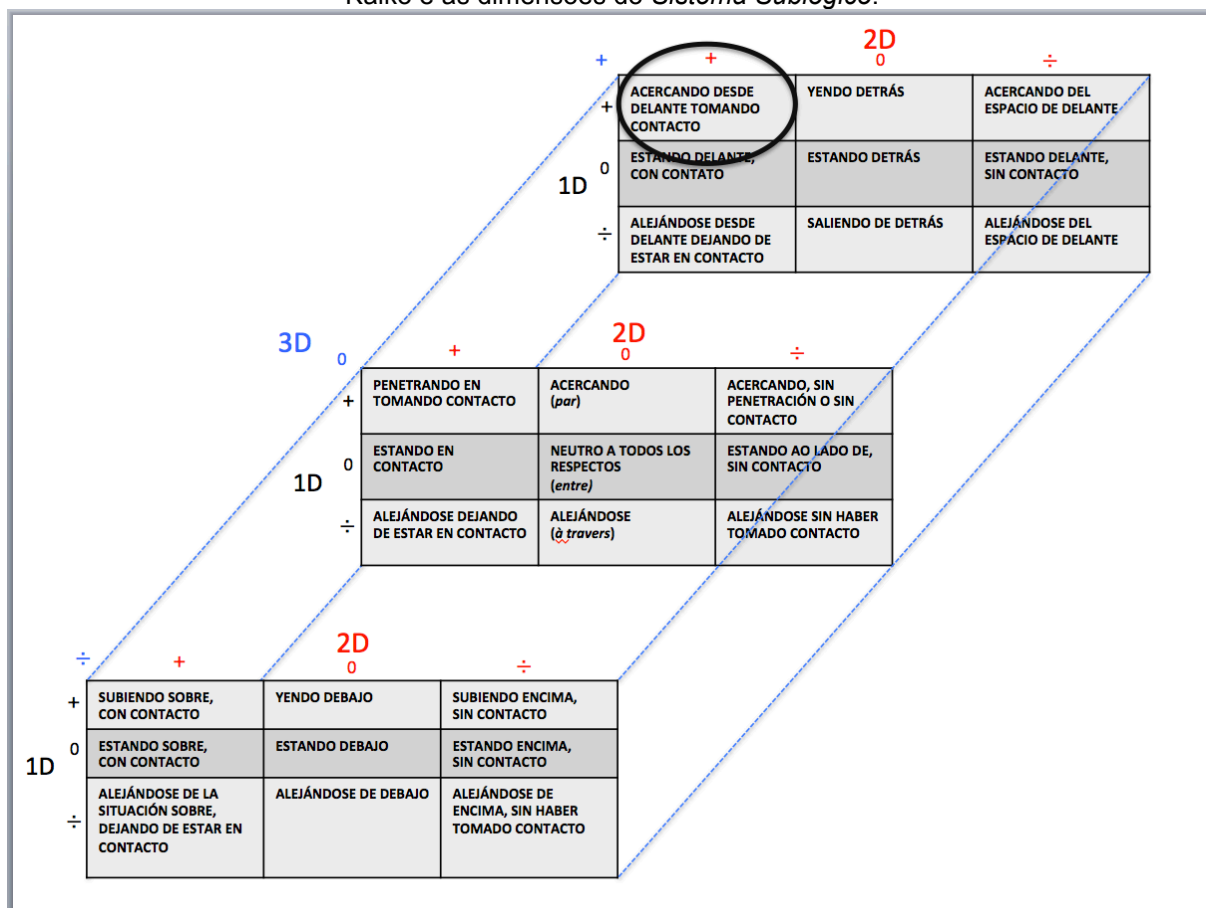 Kalko e as dimensões do Sistema Sublógico.
2D
+ + 0 ÷
ACERCANDO DESDE
DELANTE TOMANDO
CONTACTO
YENDO DETRÁS
ACERCANDO DEL
ESPACIO DE DELANTE
+
ESTANDO DELANTE,
CON CONTATO
ESTANDO DETRÁS
ESTANDO DELANTE,
SIN CONTACTO
1D 0
ALEJÁNDOSE DESDE
DELANTE DEJANDO DE
ESTAR EN CONTACTO
SALIENDO DE DETRÁS
ALEJÁNDOSE DEL
ESPACIO DE DELANTE
÷
3D 0
2D
+ 0 ÷
PENETRANDO EN
TOMANDO CONTACTO
ACERCANDO
(par)
ACERCANDO, SIN
PENETRACIÓN O SIN
CONTACTO
+
ESTANDO EN
CONTACTO
NEUTRO A TODOS LOS
RESPECTOS
(entre)
ESTANDO AO LADO DE,
SIN CONTACTO
1D 0
ALEJÁNDOSE DEJANDO
DE ESTAR EN CONTACTO
ALEJÁNDOSE
(à travers)
ALEJÁNDOSE SIN HABER
TOMADO CONTACTO
÷
2D
÷ + 0 ÷
SUBIENDO SOBRE,
CON CONTACTO
YENDO DEBAJO
SUBIENDO ENCIMA,
SIN CONTACTO
+
ESTANDO SOBRE,
CON CONTACTO
ESTANDO DEBAJO
ESTANDO ENCIMA,
SIN CONTACTO
1D 0
ALEJÁNDOSE DE LA
SITUACIÓN SOBRE,
DEJANDO DE ESTAR EN
CONTACTO
ALEJÁNDOSE DE DEBAJO
ALEJÁNDOSE DE
ENCIMA, SIN HABER
TOMADO CONTACTO
÷